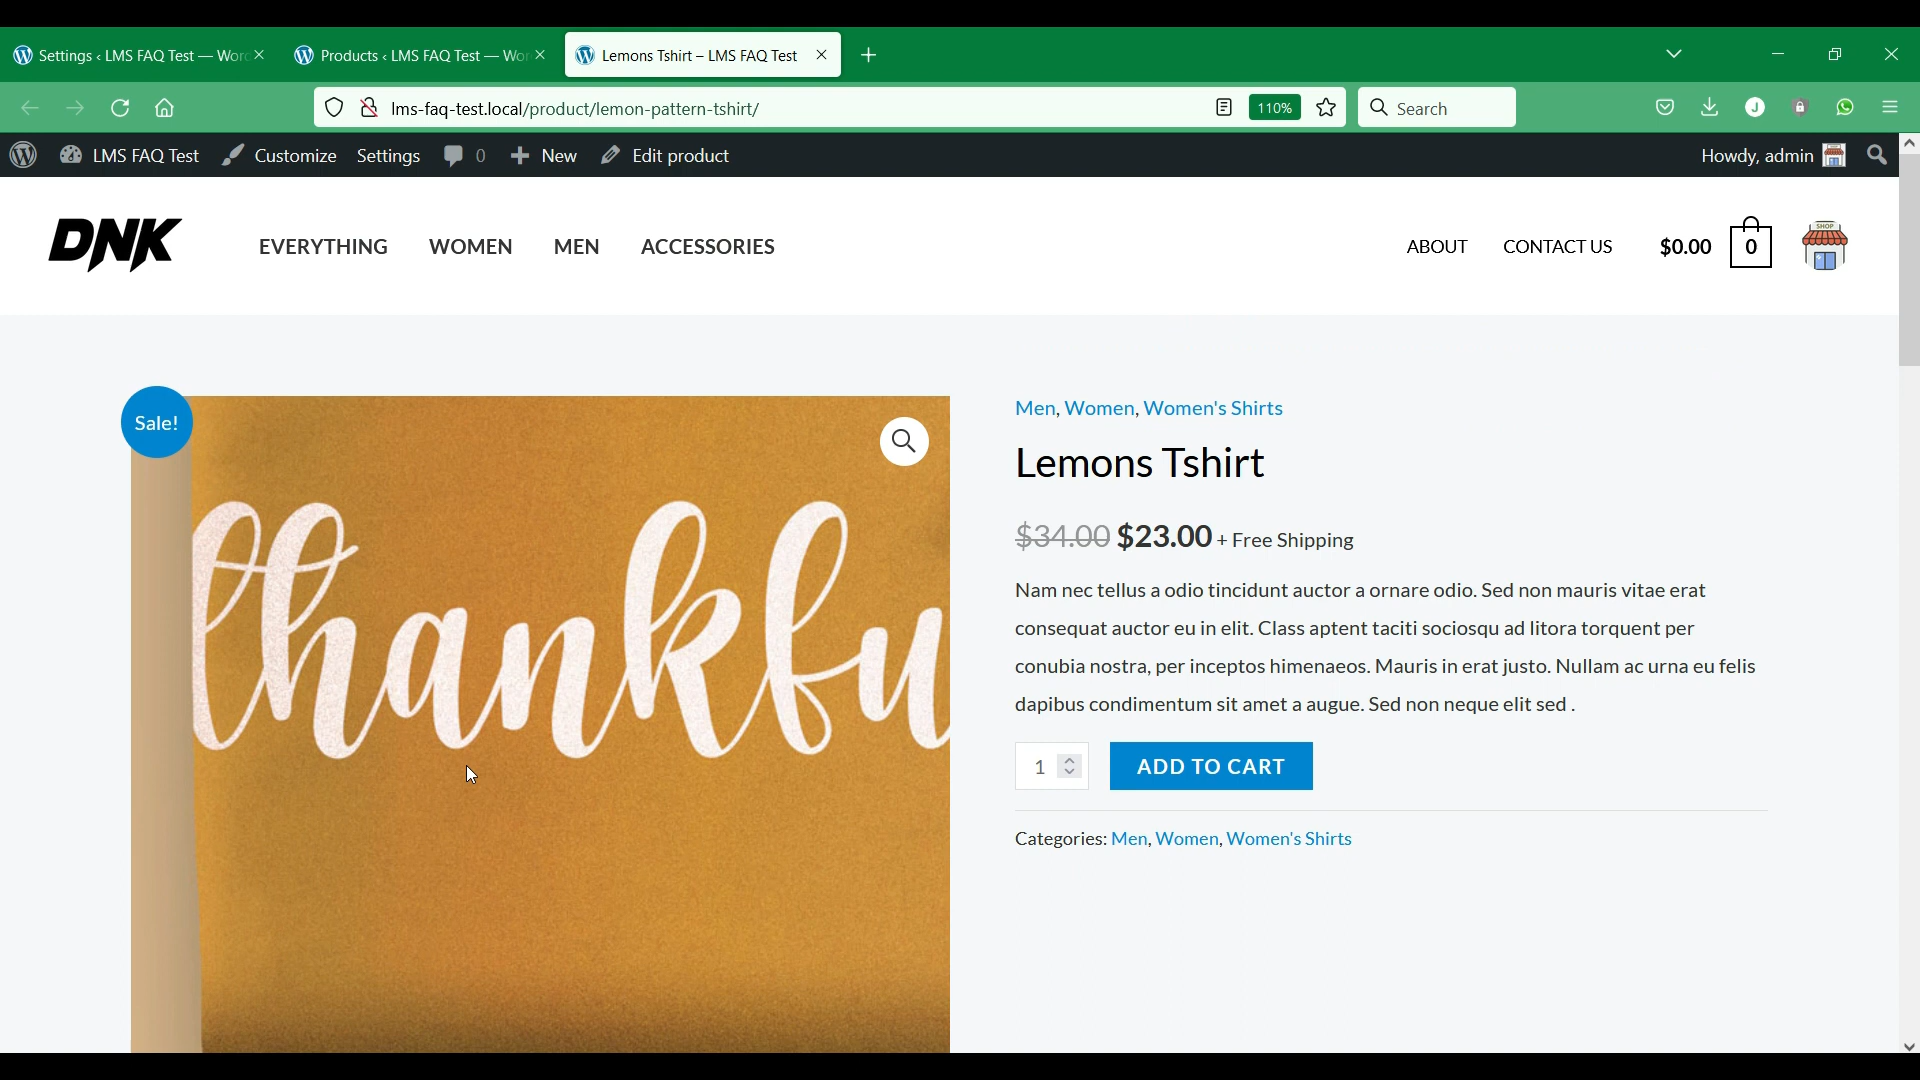 Settings ‹ LMS FAQ Test — Word
Products ‹ LMS FAQ Test — Wor
Lemons Tshirt – LMS FAQ Test
lms-faq-test.local/product/lemon-pattern-tshirt/
110%
Search
J
LMS FAQ Test
Customize
Settings
0
New
Edit product
Howdy, admin
DNK
EVERYTHING
WOMEN
MEN
ACCESSORIES
ABOUT
CONTACT US
$0.00
0
SHOP
Sale!
thankfu
Men, Women, Women's Shirts
Lemons Tshirt
$34.00 $23.00 + Free Shipping
Nam nec tellus a odio tincidunt auctor a ornare odio. Sed non mauris vitae erat
consequat auctor eu in elit. Class aptent taciti sociosqu ad litora torquent per
conubia nostra, per inceptos himenaeos. Mauris in erat justo. Nullam ac urna eu felis
dapibus condimentum sit amet a augue. Sed non neque elit sed .
1
ADD TO CART
Categories: Men, Women, Women's Shirts